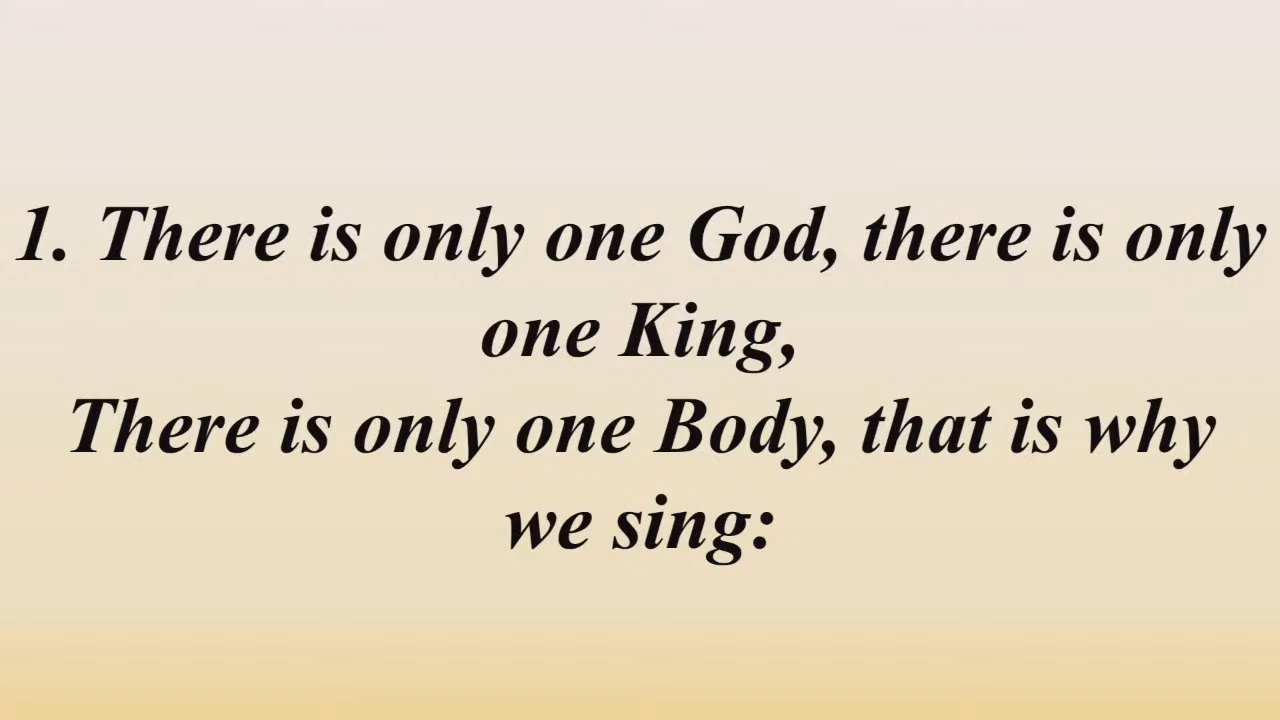 1. There is only one God, there is only
one King,
There is only one Body, that is why
we sing: